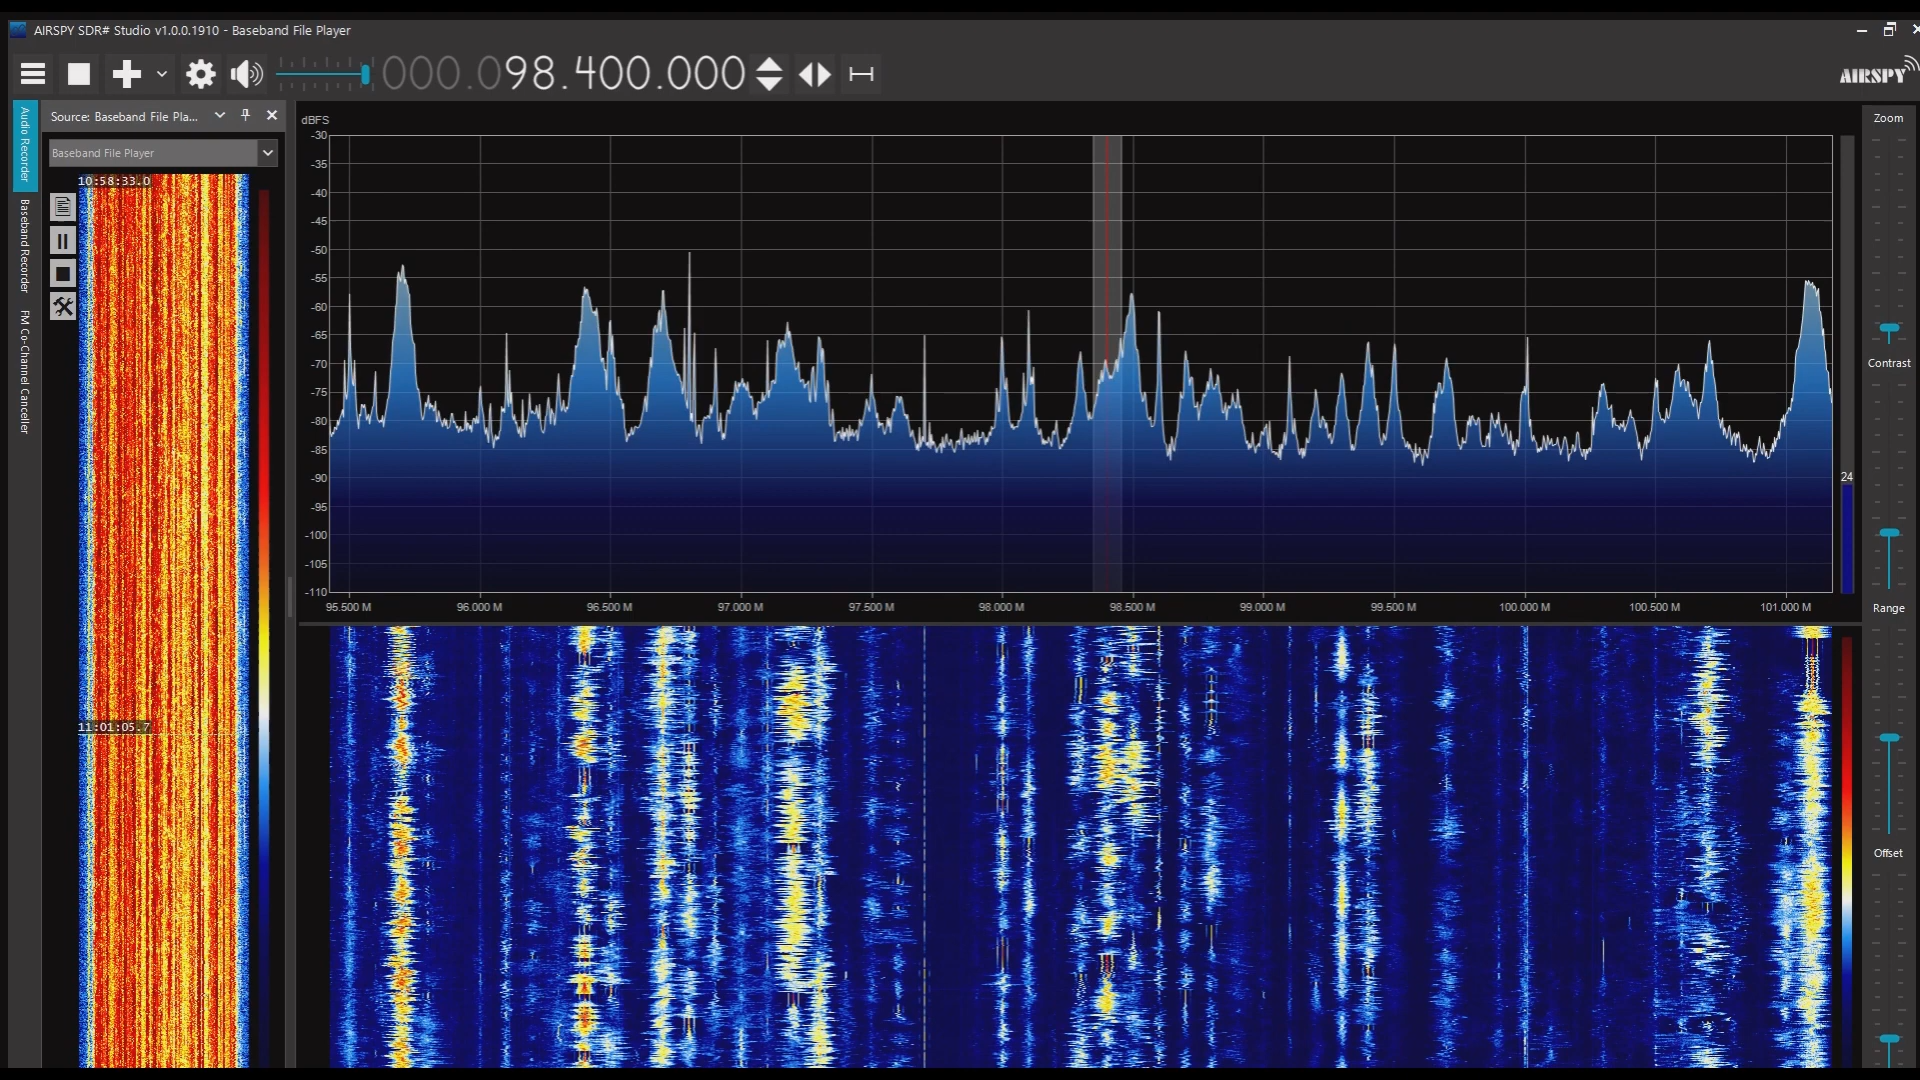 AIRSPY SDR# Studio v1.0.0.1910 - Baseband File Player
000.098.400.000
AIRSPY
Audio Recorder
Baseband Recorder
FM Co-Channel Canceller
Source: Baseband File Pla...
Baseband File Player
10:58:33.0
11:01:05.7
dBFS
-30
-35
-40
-45
-50
-55
-60
-65
-70
-75
-80
-85
-90
-95
-100
-105
-110
95.500 M 96.000 M 96.500 M 97.000 M 97.500 M 98.000 M 98.500 M 99.000 M 99.500 M 100.000 M 100.500 M 101.000 M
24
Zoom
Contrast
Range
Offset